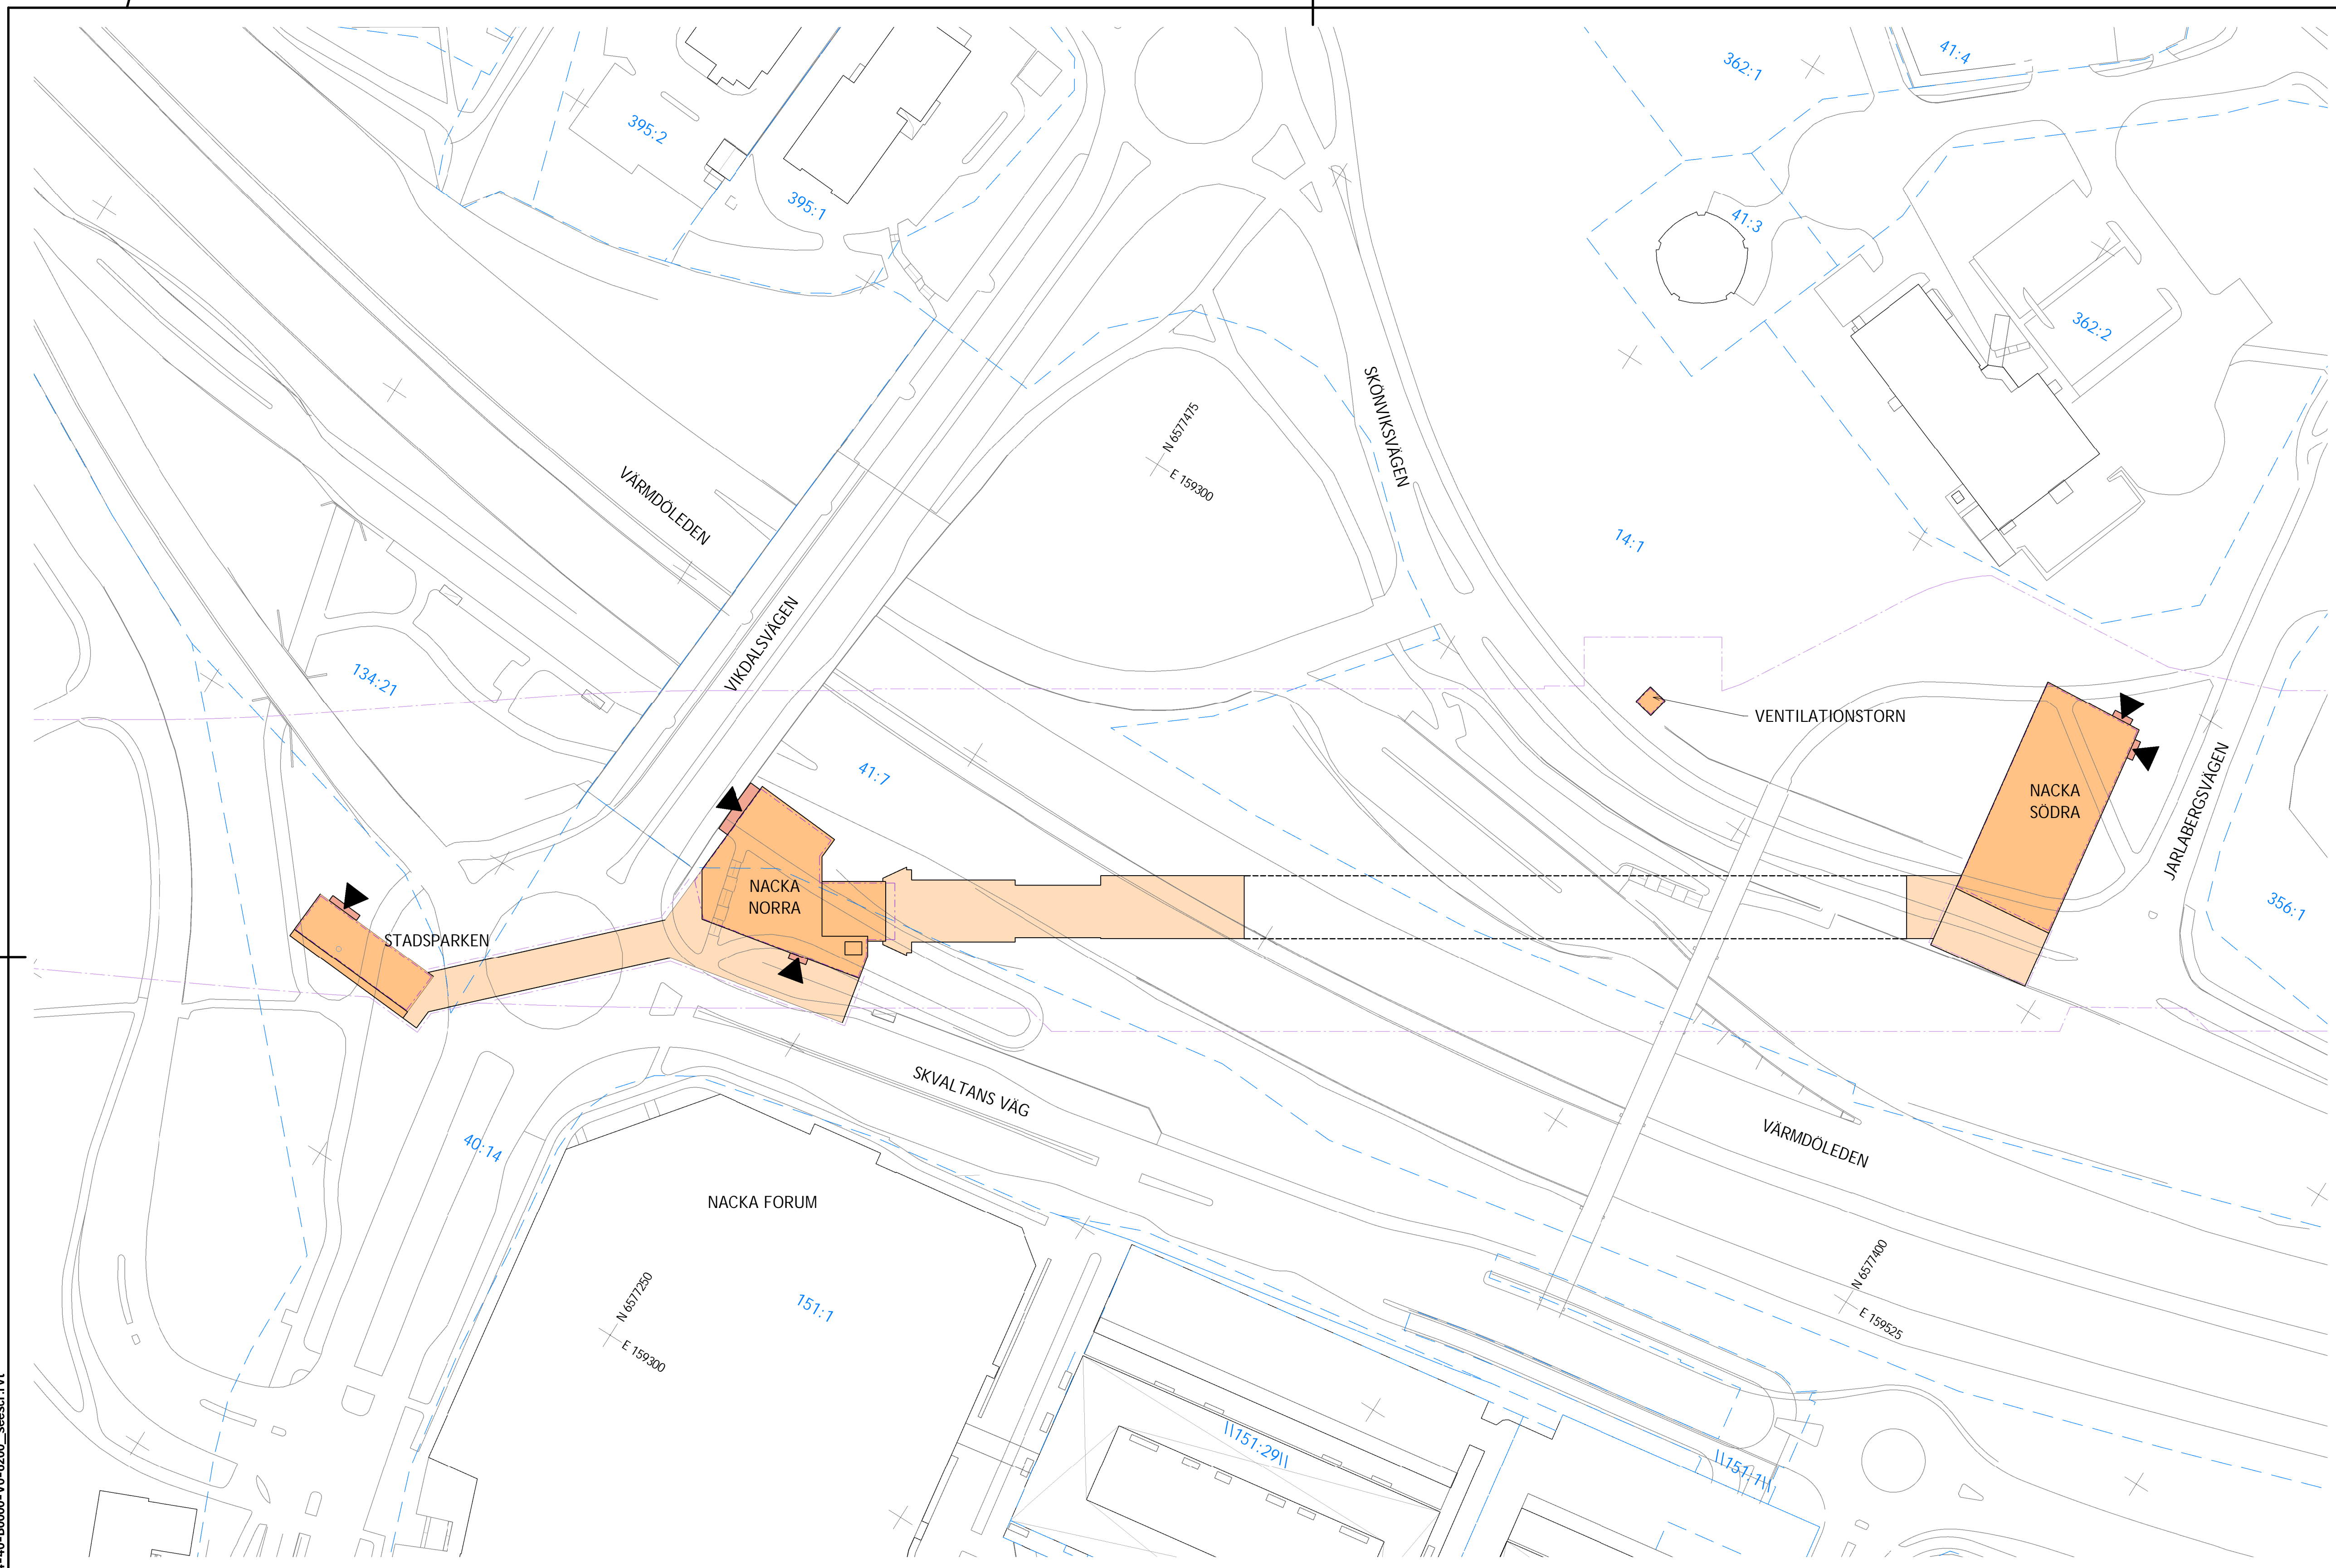 41:4
362:1
395:2
395:1
41:3
362:2
SKÖNVIKSVÄGEN
N 6577475
E 159300
VÄRMDÖLEDEN
14:1
VIKDALSVÄGEN
134:21
VENTILATIONSTORN
41:7
NACKA
SÖDRA
JARLABERGSVÄGEN
NACKA
NORRA
356:1
STADSPARKEN
SKVALTANS VÄG
VÄRMDÖLEDEN
40:14
NACKA FORUM
N 6577250
E 159300
151:1
N 6577400
E 159525
\\151:29\\
\\151:1\\